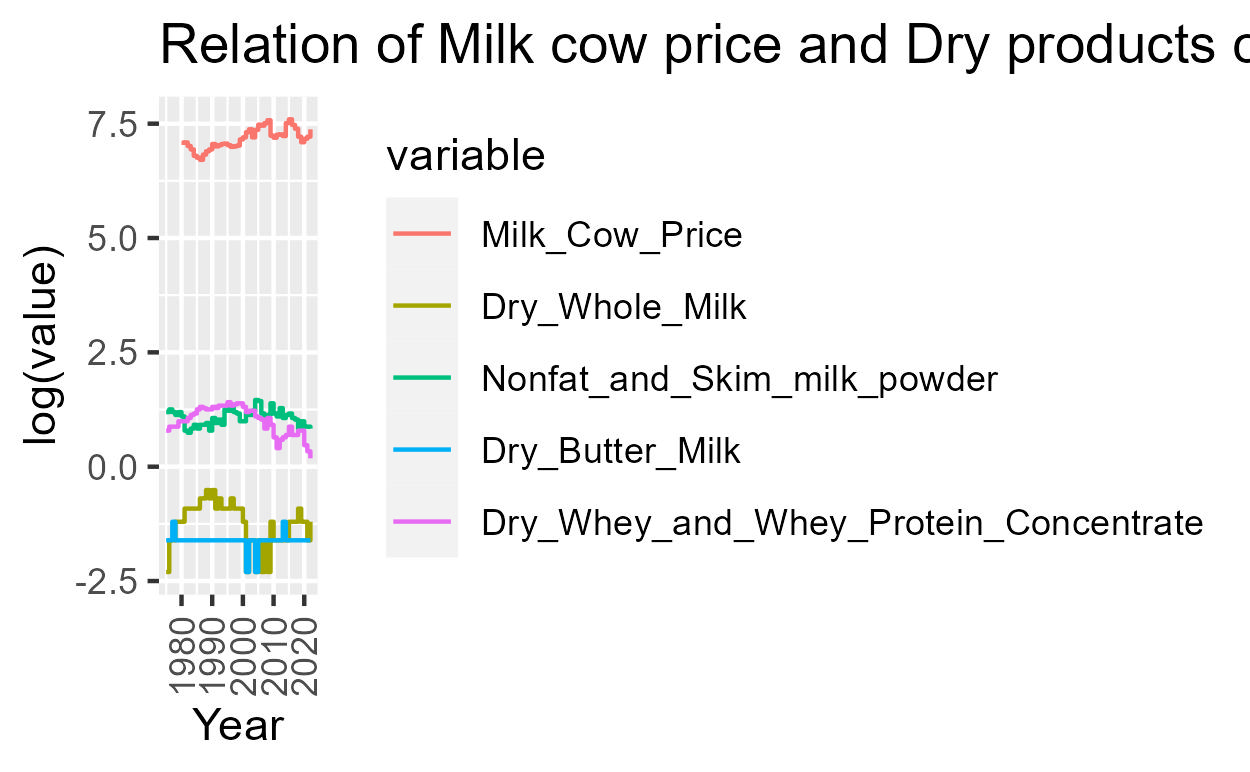 Relation of Milk cow price and Dry products
log(value)
7.5
5.0
2.5
0.0
-2.5
1980
1990
2000
2010
2020
Year
variable
Milk_Cow_Price
Dry_Whole_Milk
Nonfat_and_Skim_milk_powder
Dry_Butter_Milk
Dry_Whey_and_Whey_Protein_Concentrate